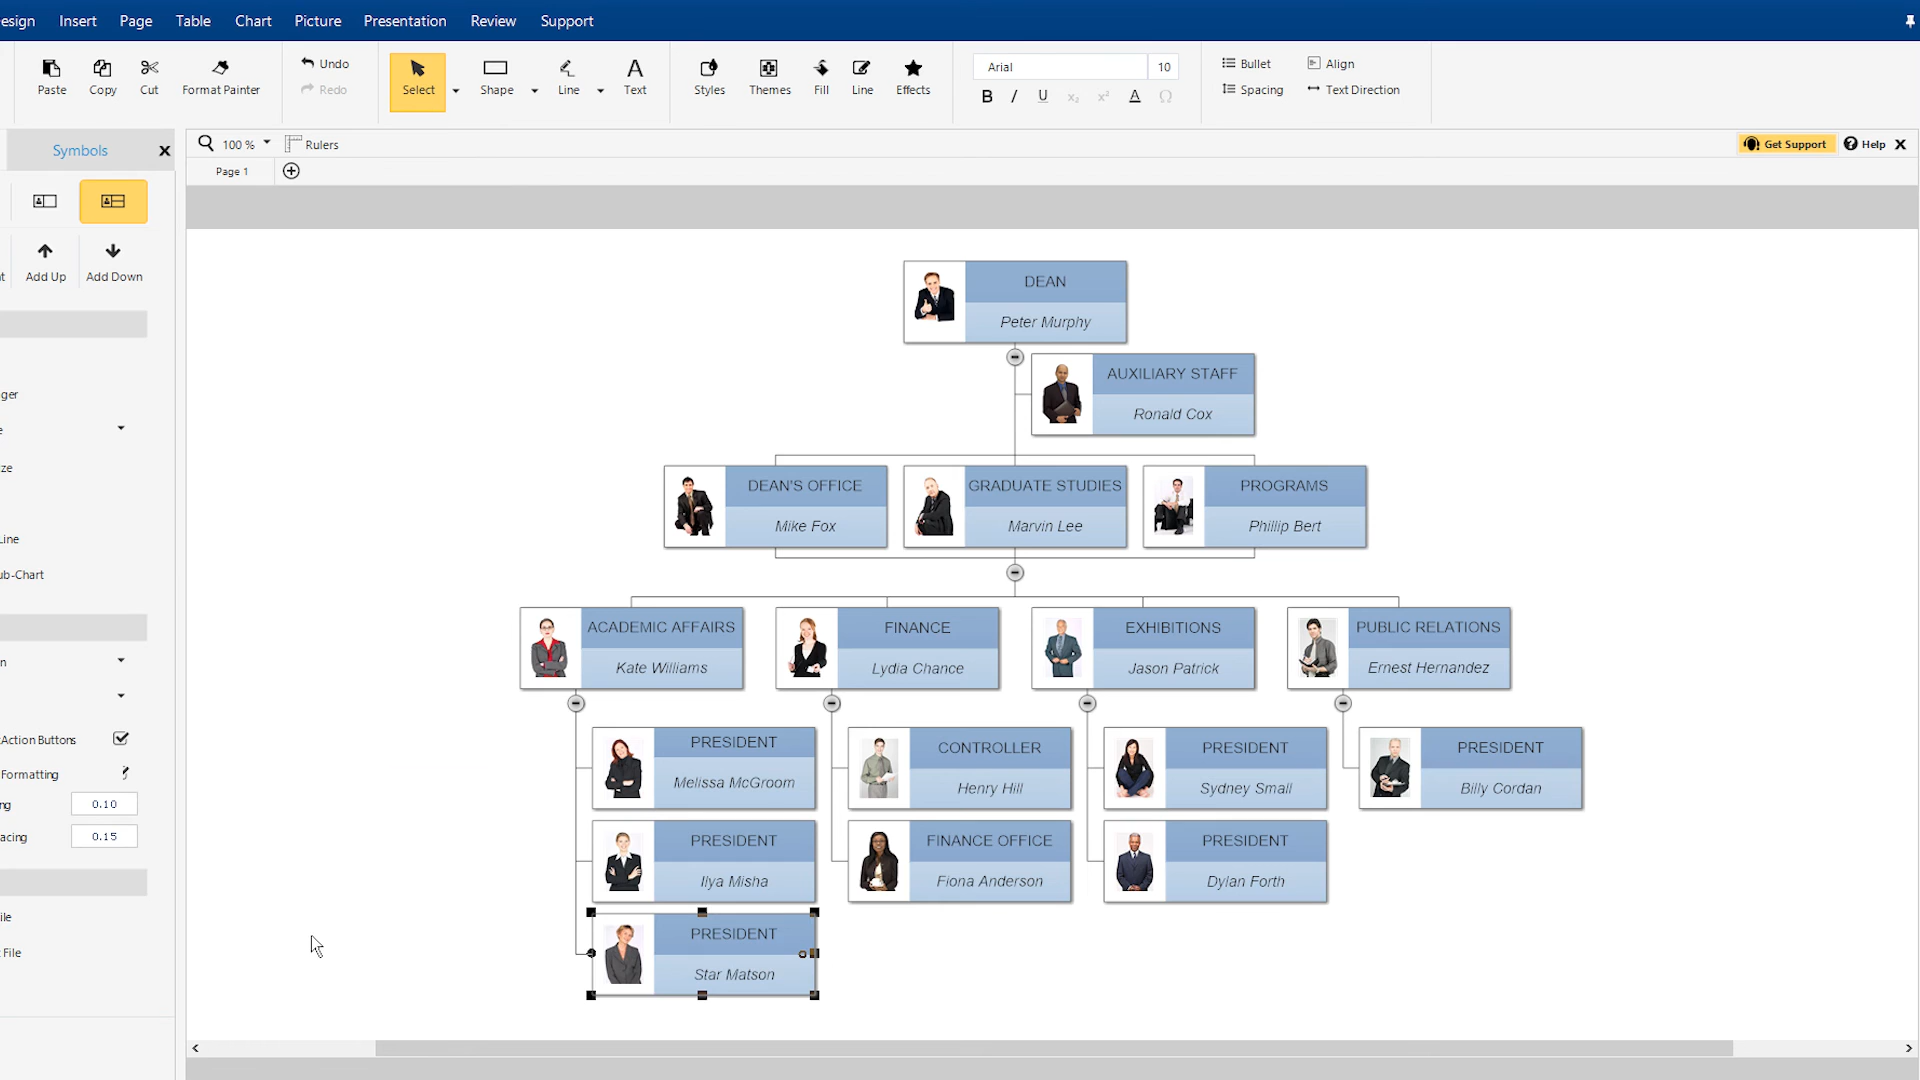 esign Insert Page Table Chart Picture Presentation Review Support
Paste Copy Cut Format Painter
Undo
Redo
Select Shape Line A Text
Styles Themes Fill Line Effects
Arial 10
B I U x₂ x² A Ω
Bullet Align
Spacing Text Direction
Symbols
100 % Rulers
Get Support Help
Page 1
t Add Up Add Down
ger
e
ze
Line
ub-Chart
n
Action Buttons
Formatting
ng 0.10
acing 0.15
ile
File
DEAN
Peter Murphy
AUXILIARY STAFF
Ronald Cox
DEAN'S OFFICE
Mike Fox
GRADUATE STUDIES
Marvin Lee
PROGRAMS
Phillip Bert
ACADEMIC AFFAIRS
Kate Williams
FINANCE
Lydia Chance
EXHIBITIONS
Jason Patrick
PUBLIC RELATIONS
Ernest Hernandez
PRESIDENT
Melissa McGroom
CONTROLLER
Henry Hill
PRESIDENT
Sydney Small
PRESIDENT
Billy Cordan
PRESIDENT
Ilya Misha
FINANCE OFFICE
Fiona Anderson
PRESIDENT
Dylan Forth
PRESIDENT
Star Matson